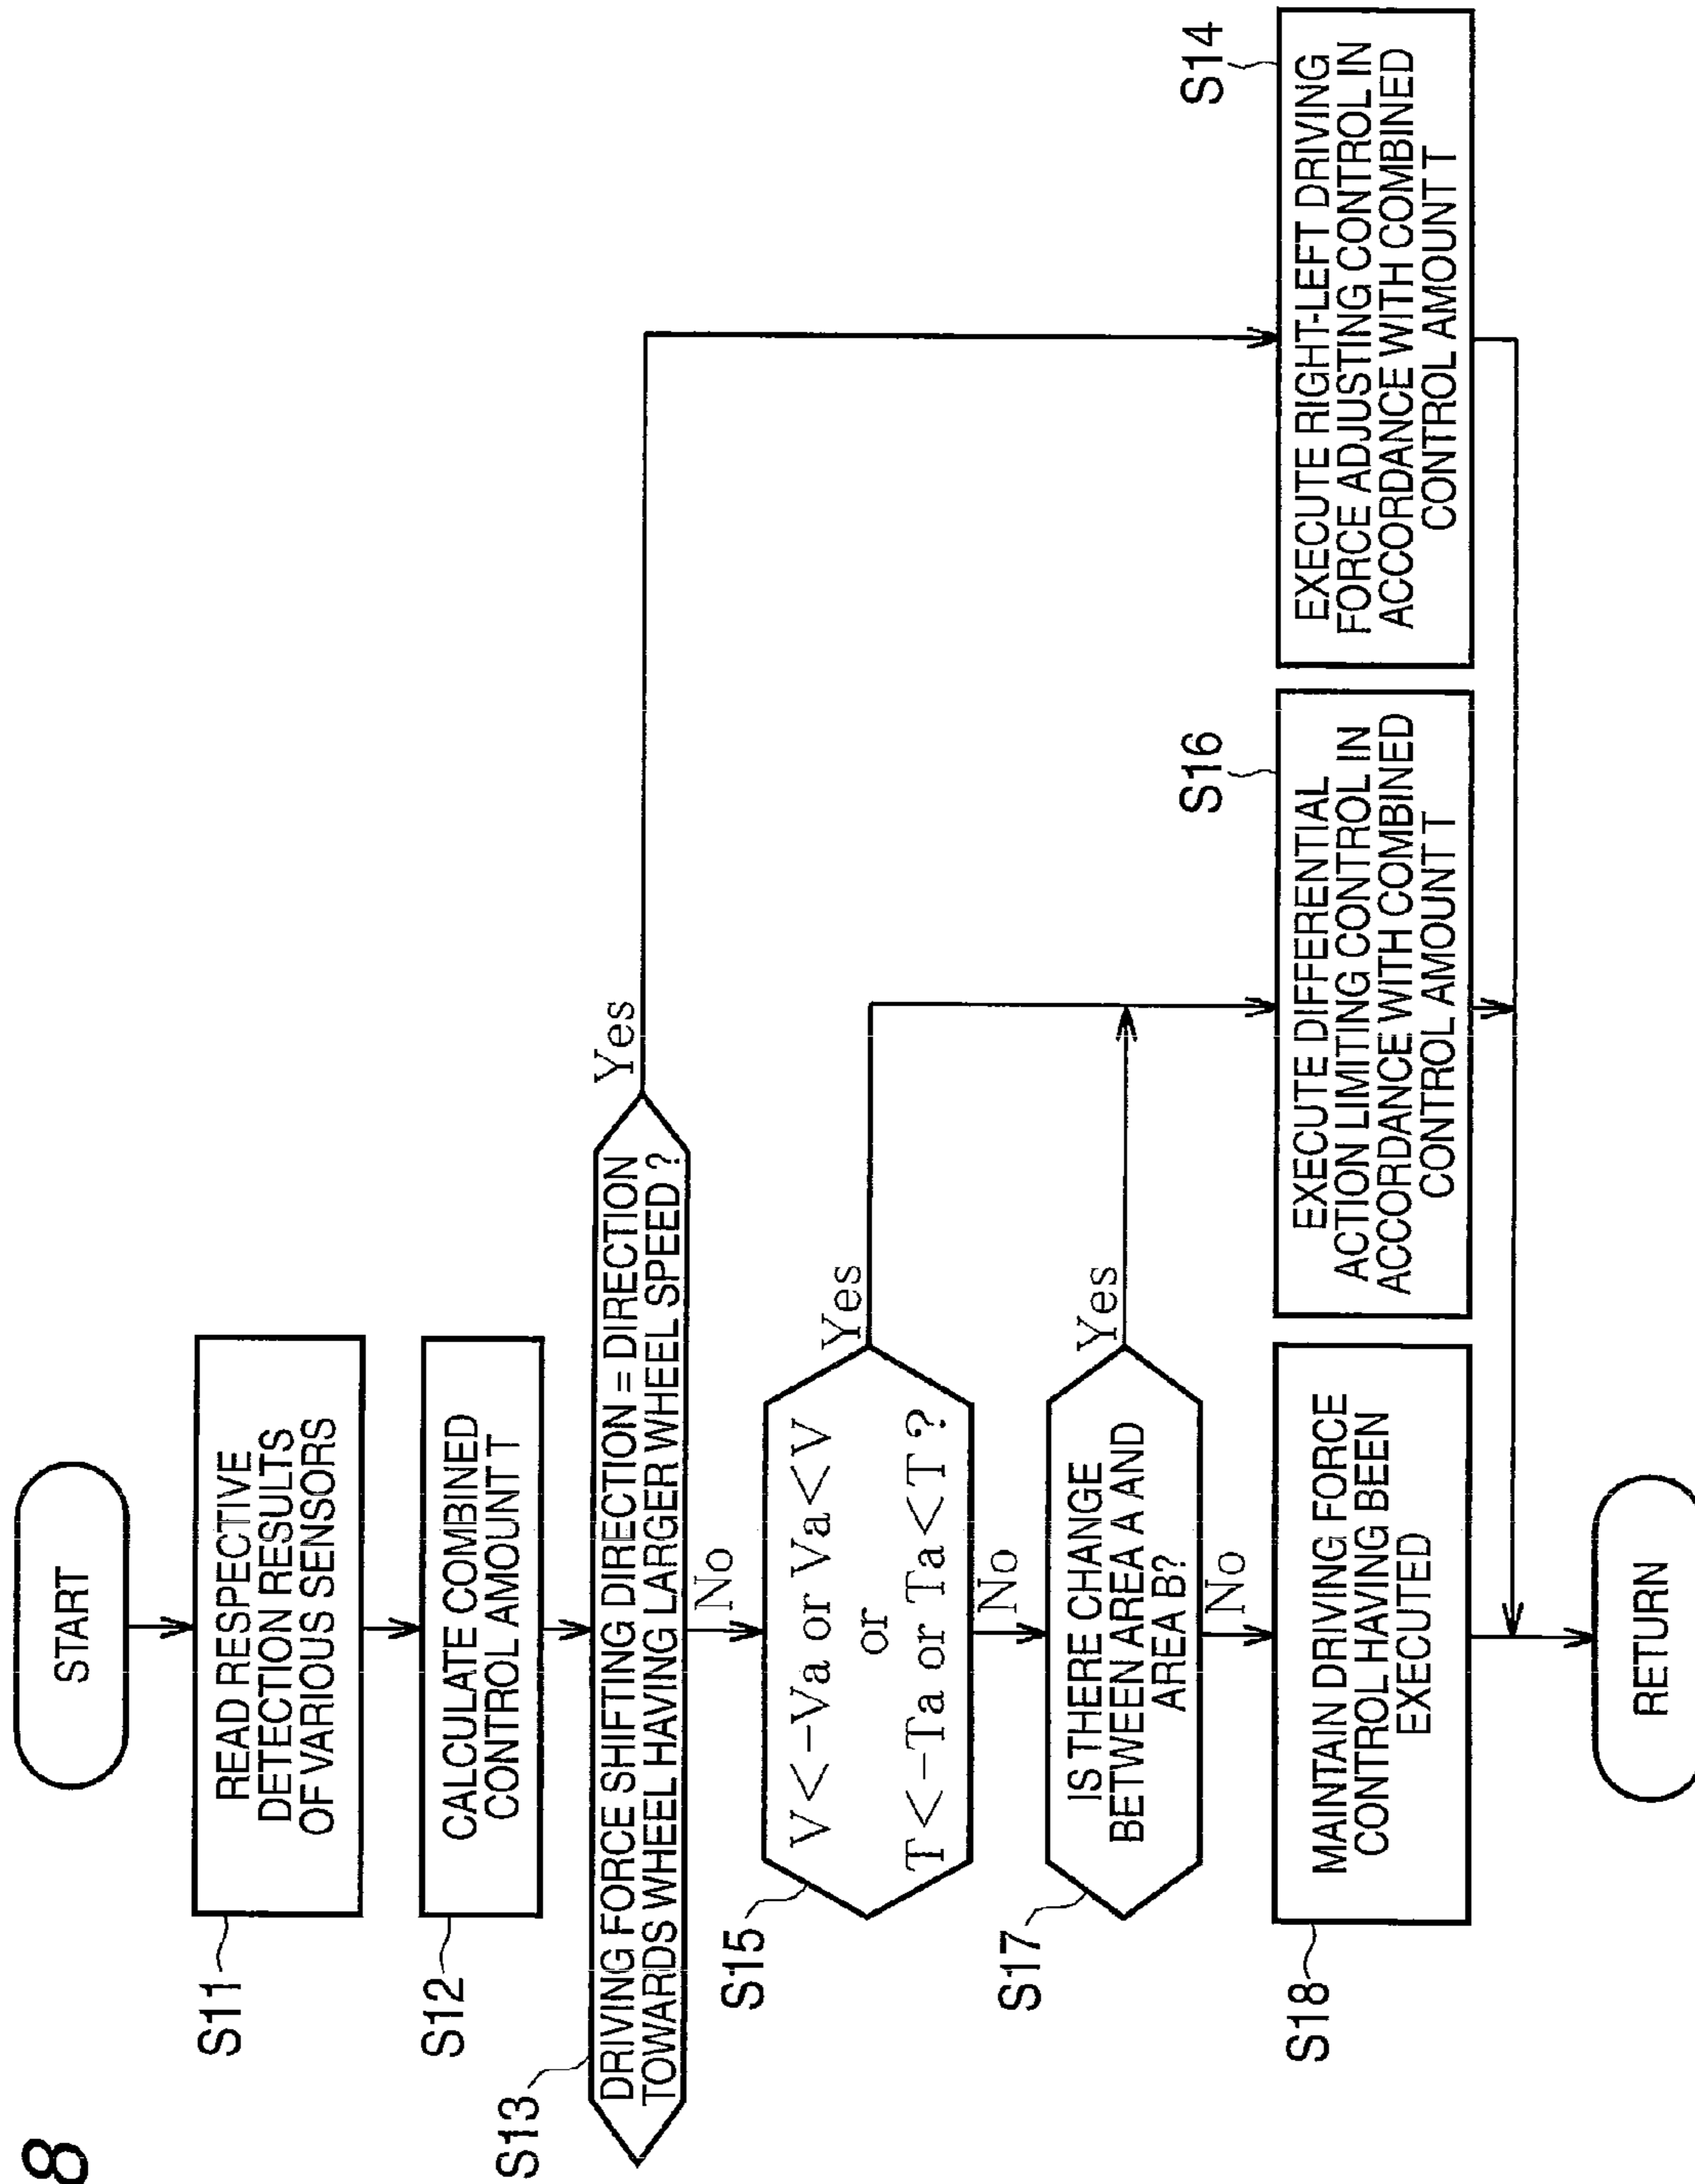 8
START
S11
READ RESPECTIVE
DETECTION RESULTS
OF VARIOUS SENSORS
S12
CALCULATE COMBINED
CONTROL AMOUNT T
S13
DRIVING FORCE SHIFTING DIRECTION = DIRECTION
TOWARDS WHEEL HAVING LARGER WHEEL SPEED ?
Yes
No
S15
V<-Va or Va<V
or
T<-Ta or Ta<T ?
Yes
No
S17
IS THERE CHANGE
BETWEEN AREA A AND
AREA B?
Yes
No
S18
MAINTAIN DRIVING FORCE
CONTROL HAVING BEEN
EXECUTED
S16
EXECUTE DIFFERENTIAL
ACTION LIMITING CONTROL IN
ACCORDANCE WITH COMBINED
CONTROL AMOUNT T
S14
EXECUTE RIGHT-LEFT DRIVING
FORCE ADJUSTING CONTROL IN
ACCORDANCE WITH COMBINED
CONTROL AMOUNT T
RETURN